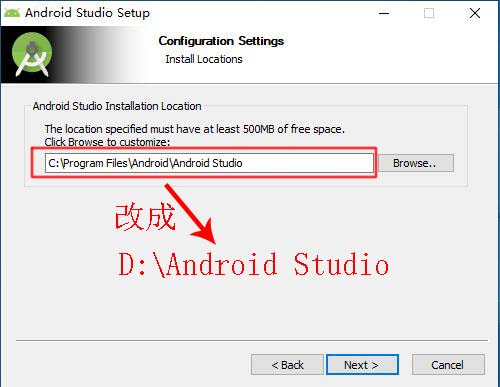 Android Studio Setup
Configuration Settings
Install Locations
Android Studio Installation Location
The location specified must have at least 500MB of free space.
Click Browse to customize:
C:\Program Files\Android\Android Studio
Browse..
改成
D:\Android Studio
< Back
Next >
Cancel